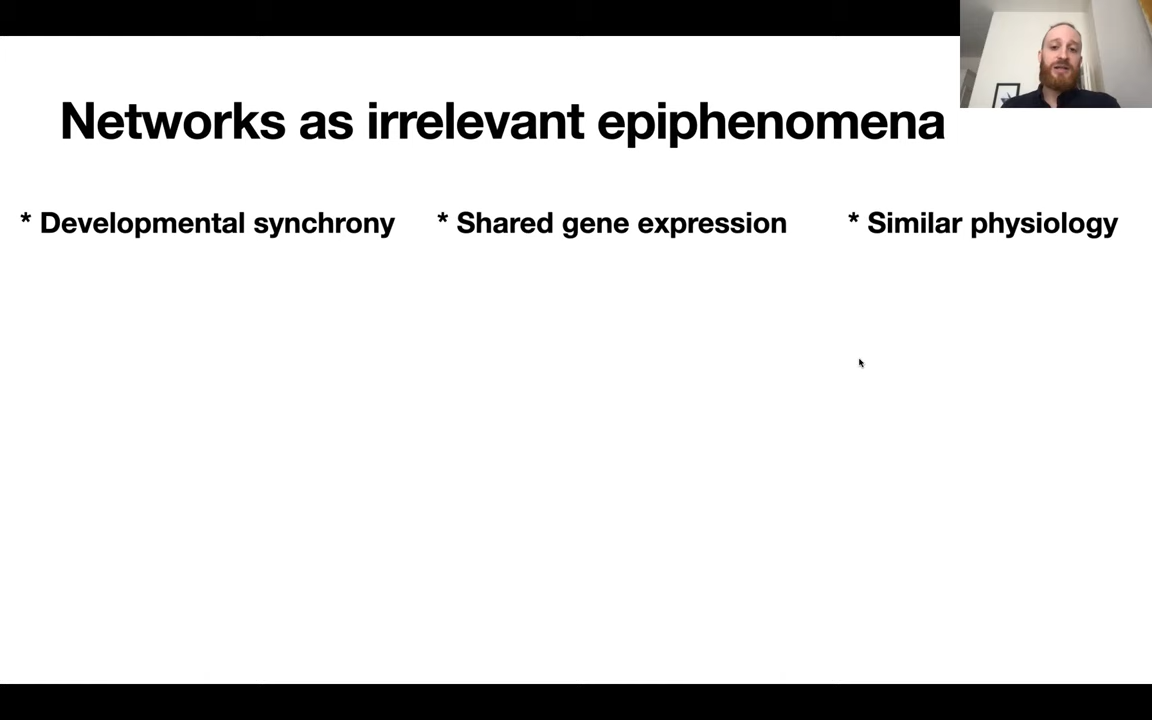 Networks as irrelevant epiphenomena
* Developmental synchrony * Shared gene expression * Similar physiology